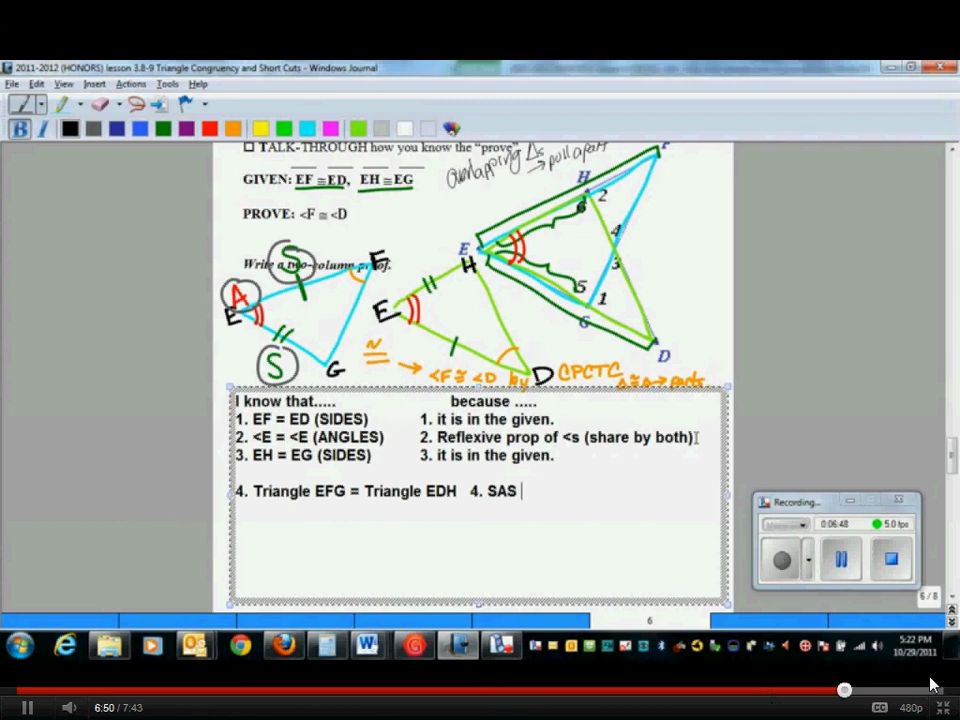 2011-2012 (HONORS) lesson 3.8-9 Triangle Congruency and Short Cuts - Windows Journal
File Edit View Insert Actions Tools Help
B I
TALK-THROUGH how you know the "prove"
overlapping Δs → pull apart
GIVEN: EF ≅ ED, EH ≅ EG
PROVE: <F ≅ <D
Write a two-column proof.
F
H
2
6
4
E
3
5
1
G
D
S
F
A
E
S
G
H
E
D
≅ → <F ≅ <D by CPCTC
Δ ≅ Δ → parts
I know that..... because .....
1. EF = ED (SIDES) 1. it is in the given.
2. <E = <E (ANGLES) 2. Reflexive prop of <s (share by both)
3. EH = EG (SIDES) 3. it is in the given.
4. Triangle EFG = Triangle EDH 4. SAS
Recording...
0:06:48 5.0 fps
6 / 8
6
5:22 PM
10/29/2011
6:50 / 7:43
CC 480p